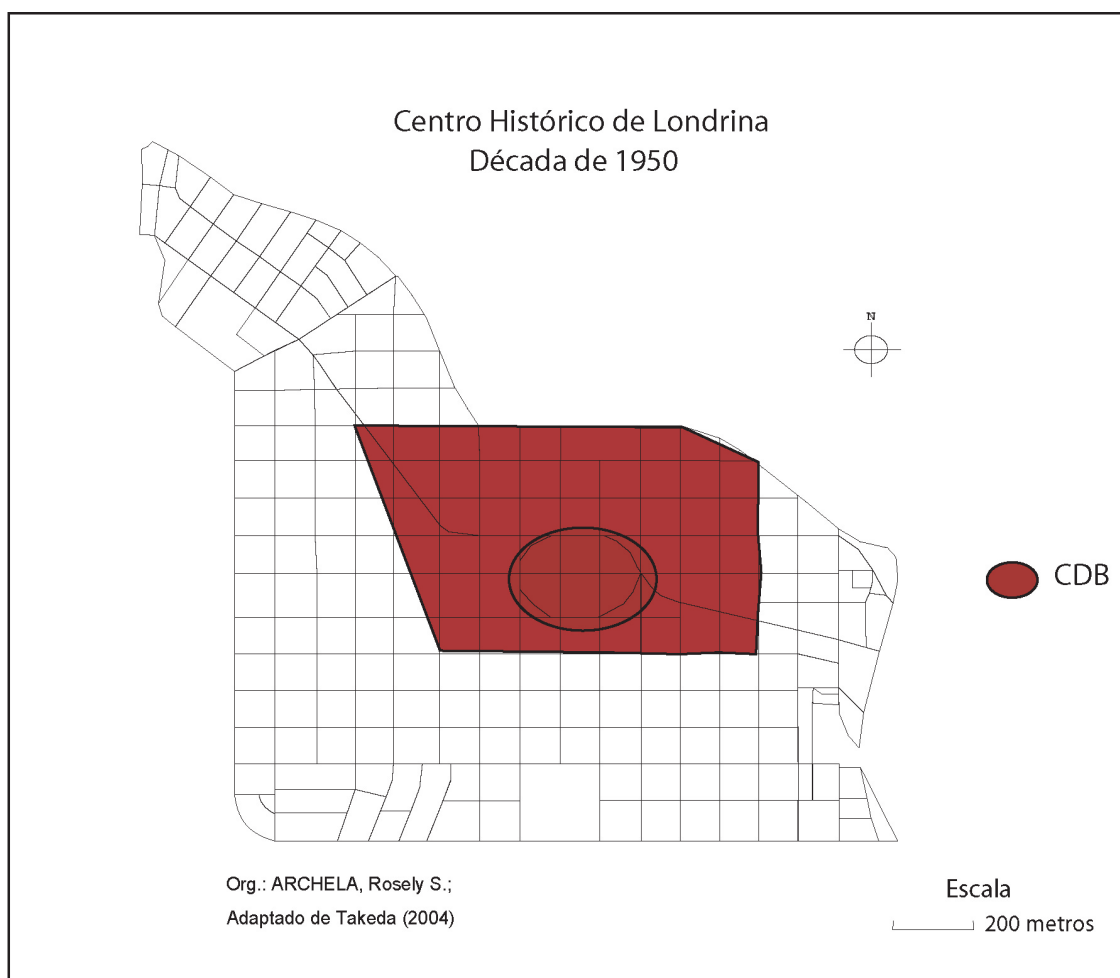 Centro Histórico de Londrina
Década de 1950
N
CDB
Org.: ARCHELA, Rosely S.;
Adaptado de Takeda (2004)
Escala
200 metros